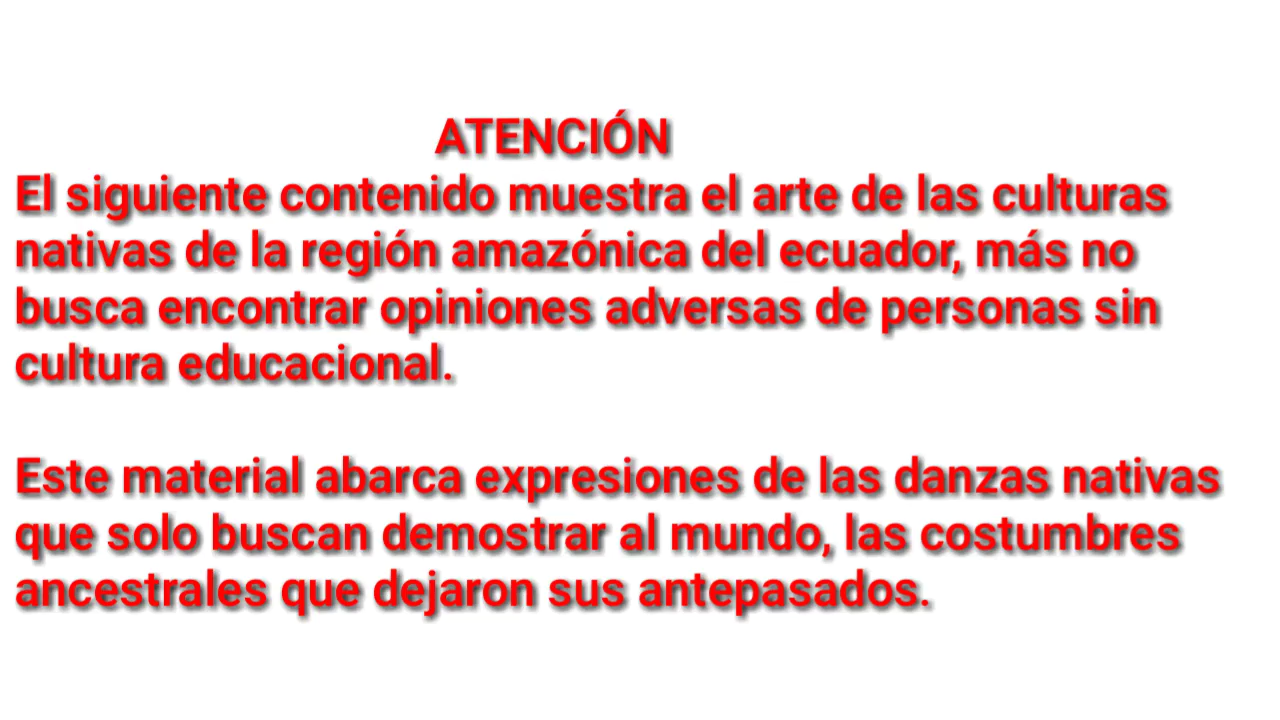 ATENCIÓN
El siguiente contenido muestra el arte de las culturas
nativas de la región amazónica del ecuador, más no
busca encontrar opiniones adversas de personas sin
cultura educacional.
Este material abarca expresiones de las danzas nativas
que solo buscan demostrar al mundo, las costumbres
ancestrales que dejaron sus antepasados.